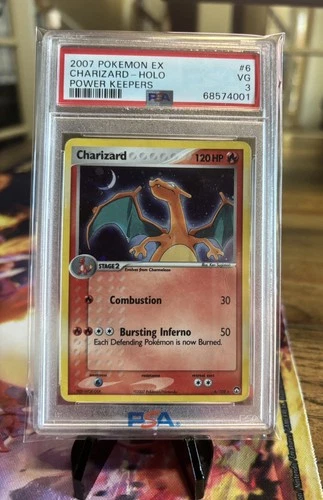 2007 POKEMON EX #6
CHARIZARD - HOLO VG
POWER KEEPERS 3
PSA 68574001
Charizard 120 HP
STAGE 2 Evolves from Charmeleon
Combustion 30
Bursting Inferno 50
Each Defending Pokémon is now Burned.
PSA